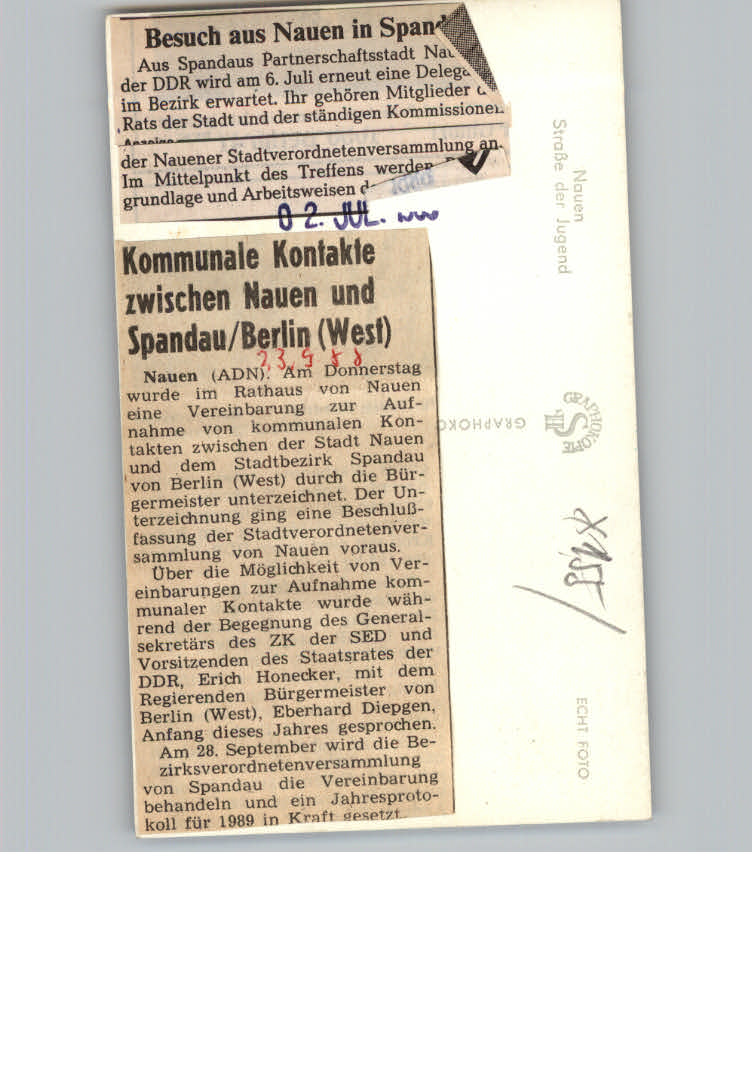 Besuch aus Nauen in
Aus Spandaus Partnerschaftsstadt
der DDR wird am 6. Juli erneut eine
im Bezirk erwartet. Ihr gehören Mitglieder
Rats der Stadt und der ständigen
Anzeige
der Nauener Stadtverordnetenversammlung an.
Im Mittelpunkt des Treffens werden
grundlage und Arbeitsweisen
02. JUL.
Kommunale Kontakte
zwischen Nauen und
Spandau/Berlin (West)
23.9 88
Nauen (ADN). Am Donnerstag
wurde im Rathaus von Nauen
eine Vereinbarung zur Auf-
nahme von kommunalen Kon-
takten zwischen der Stadt Nauen
und dem Stadtbezirk Spandau
von Berlin (West) durch die Bür-
germeister unterzeichnet. Der Un-
terzeichnung ging eine Beschluß-
fassung der Stadtverordnetenver-
sammlung von Nauen voraus.
Über die Möglichkeit von Ver-
einbarungen zur Aufnahme kom-
munaler Kontakte wurde wäh-
rend der Begegnung des General-
sekretärs des ZK der SED und
Vorsitzenden des Staatsrates der
DDR, Erich Honecker, mit dem
Regierenden Bürgermeister von
Berlin (West), Eberhard Diepgen,
Anfang dieses Jahres gesprochen.
Am 28. September wird die Be-
zirksverordnetenversammlung
von Spandau die Vereinbarung
behandeln und ein Jahresproto-
koll für 1989 in Kraft gesetzt.
Nauen
Straße der Jugend
GRAPHOKO
ECHT FOTO